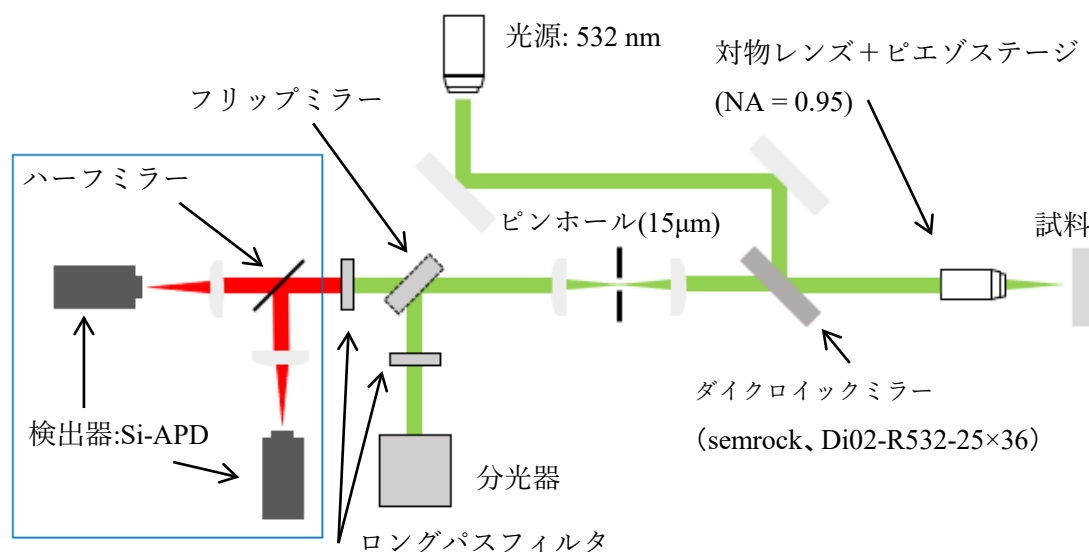 光源: 532 nm
対物レンズ＋ピエゾステージ
(NA = 0.95)
フリップミラー
ハーフミラー
ピンホール(15μm)
試料
ダイクロイックミラー
（semrock、Di02-R532-25×36）
検出器:Si-APD
分光器
ロングパスフィルタ